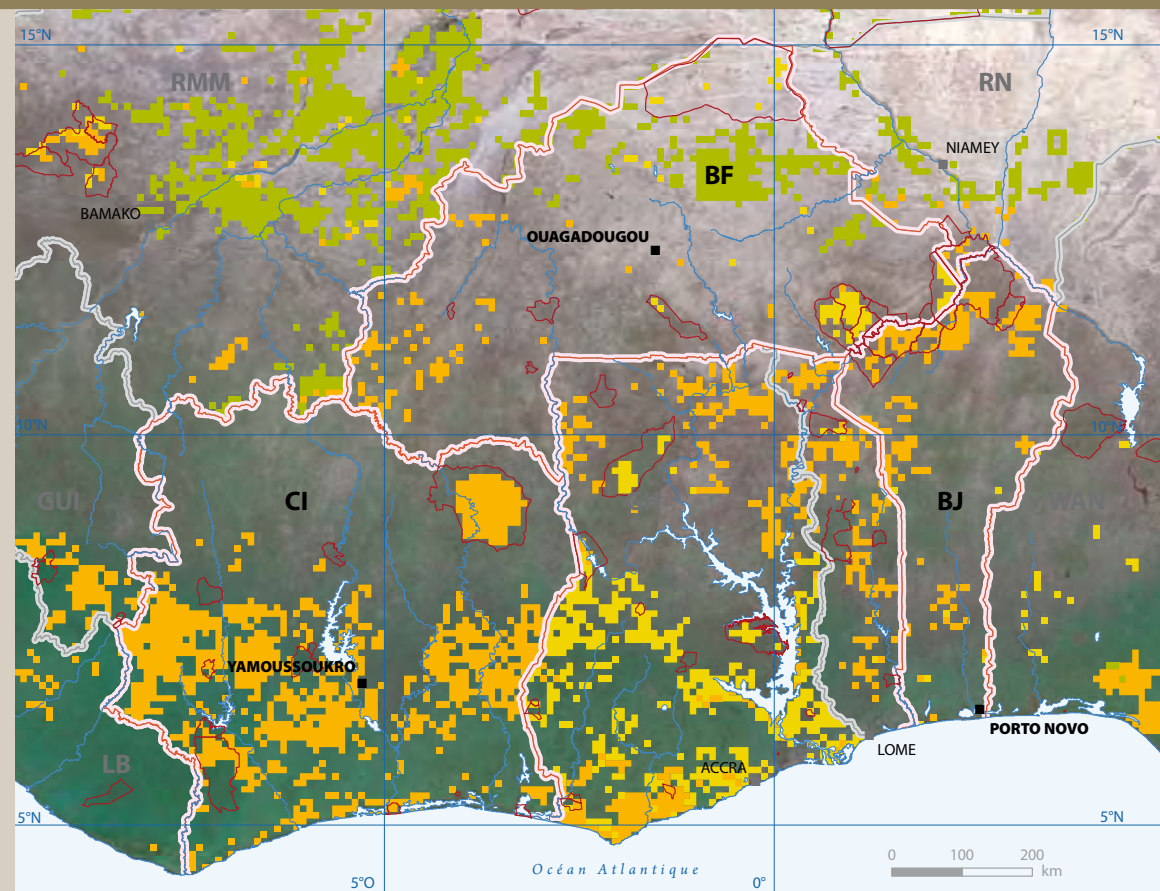 15°N
15°N
RMM
RN
NIAMEY
BF
BAMAKO
OUAGADOUGOU
10°N
10°N
GUI
CI
BJ
WAN
YAMOUSSOUKRO
PORTO NOVO
LOME
LB
ACCRA
5°N
5°N
0 100 200
km
Océan Atlantique
5°O
0°